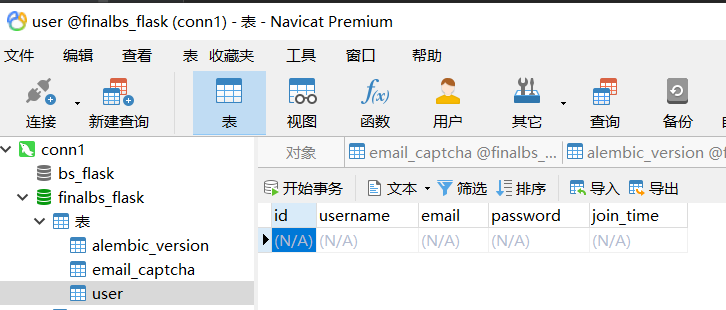 user @finalbs_flask (conn1) - 表 - Navicat Premium
文件 编辑 查看 表 收藏夹 工具 窗口 帮助
连接 新建查询 表 视图 f(x) 函数 用户 其它 查询 备份
conn1
bs_flask
finalbs_flask
表
alembic_version
email_captcha
user
对象 email_captcha @finalbs_... alembic_version @f
开始事务 文本 筛选 排序 导入 导出
id username email password join_time
(N/A) (N/A) (N/A) (N/A) (N/A)